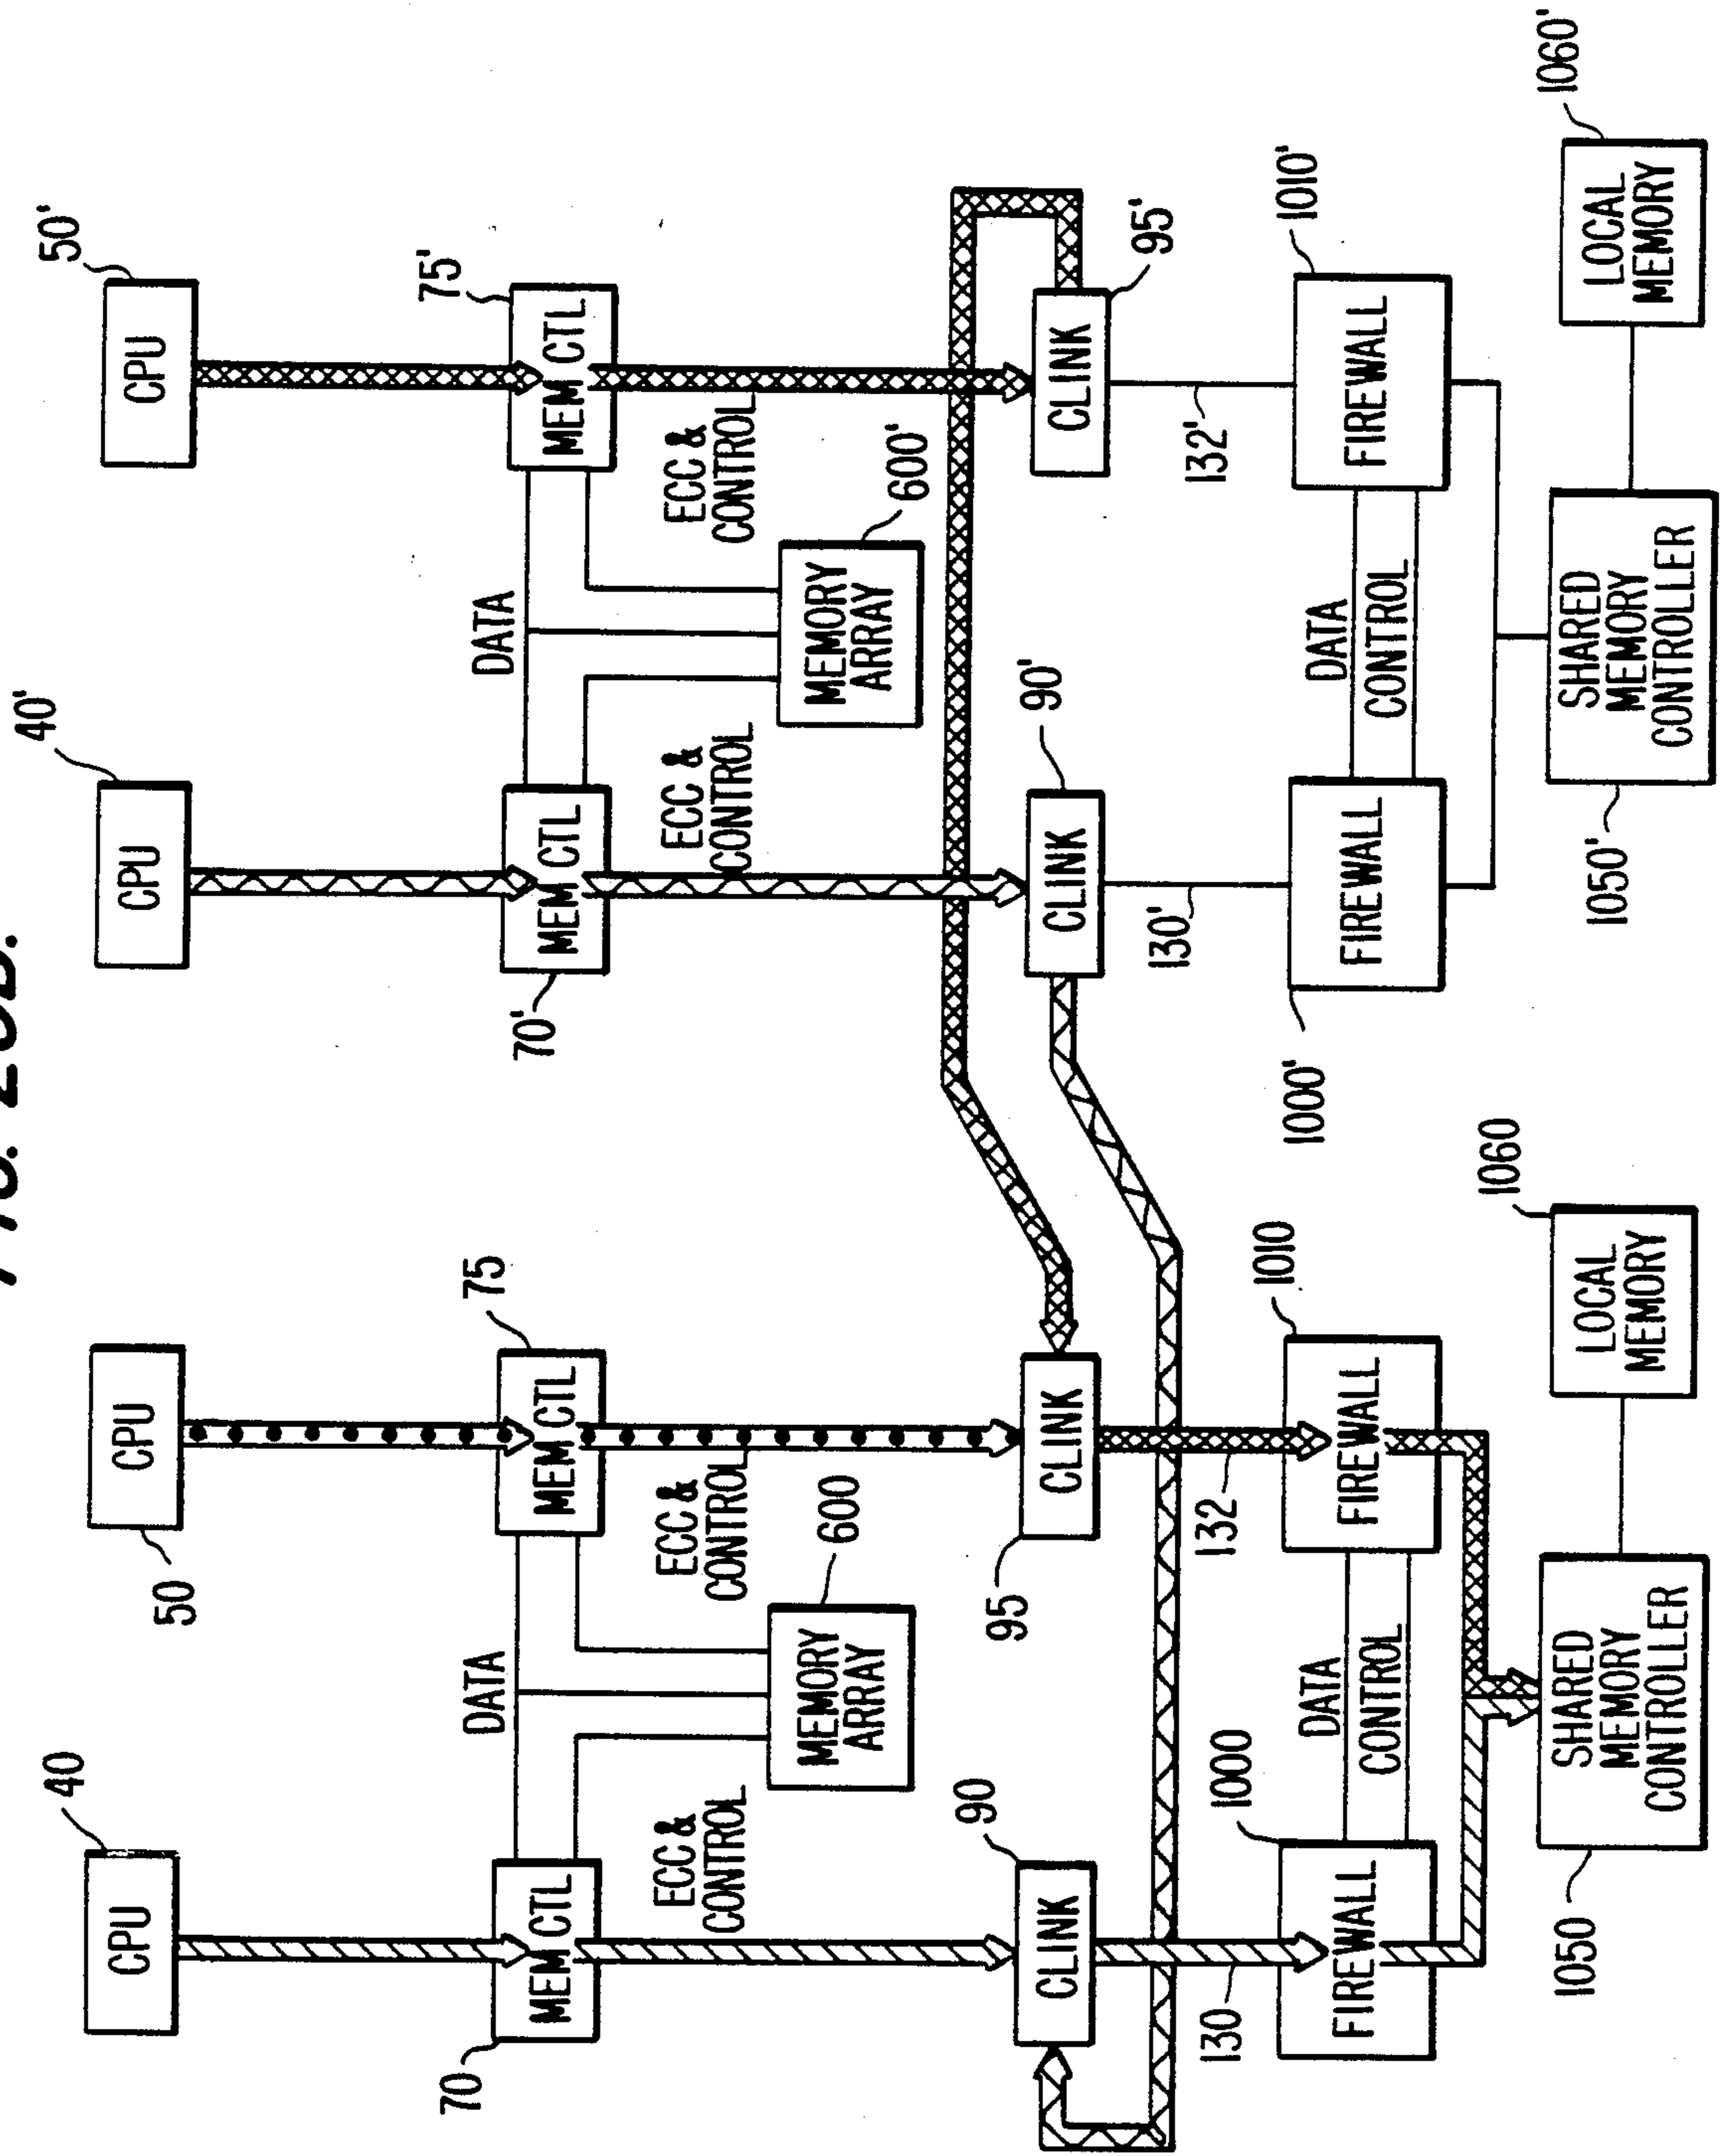 CPU
40
CPU
50
CPU
40'
CPU
50'
MEM CTL
70
DATA
MEM CTL
75
MEM CTL
70'
DATA
MEM CTL
75'
ECC &
CONTROL
ECC &
CONTROL
MEMORY
ARRAY
600
ECC &
CONTROL
ECC &
CONTROL
MEMORY
ARRAY
600'
CLINK
90
CLINK
95
CLINK
90'
CLINK
95'
130
132
130'
132'
FIREWALL
1000
DATA
CONTROL
FIREWALL
1010
FIREWALL
1000'
DATA
CONTROL
FIREWALL
1010'
SHARED
MEMORY
CONTROLLER
1050
LOCAL
MEMORY
1060
SHARED
MEMORY
CONTROLLER
1050'
LOCAL
MEMORY
1060'